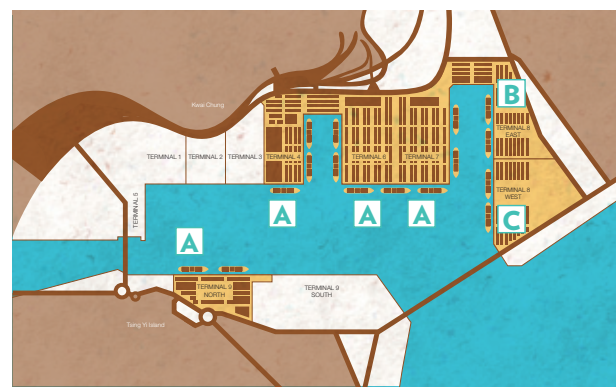 B
Kwai Chung
TERMINAL 8
EAST
TERMINAL 1
TERMINAL 2
TERMINAL 3
TERMINAL 4
TERMINAL 6
TERMINAL 7
TERMINAL 5
TERMINAL 8
WEST
A
A
A
C
A
TERMINAL 9
NORTH
TERMINAL 9
SOUTH
Tsing Yi Island